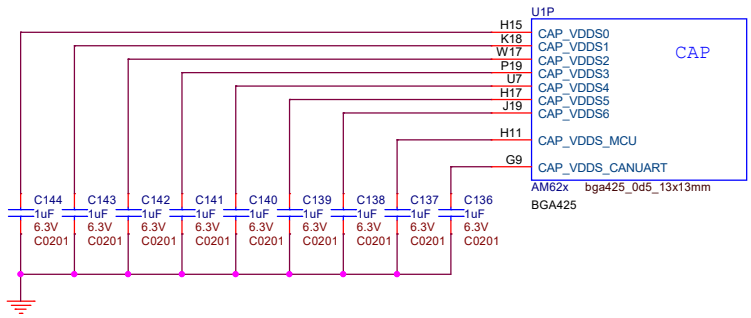 U1P
H15 CAP_VDDS0
K18 CAP_VDDS1
CAP
W17 CAP_VDDS2
P19 CAP_VDDS3
U7 CAP_VDDS4
H17 CAP_VDDS5
J19 CAP_VDDS6
H11 CAP_VDDS_MCU
G9 CAP_VDDS_CANUART
AM62x bga425_0d5_13x13mm
BGA425
C144 C143 C142 C141 C140 C139 C138 C137 C136
1uF 1uF 1uF 1uF 1uF 1uF 1uF 1uF 1uF
6.3V 6.3V 6.3V 6.3V 6.3V 6.3V 6.3V 6.3V 6.3V
C0201 C0201 C0201 C0201 C0201 C0201 C0201 C0201 C0201